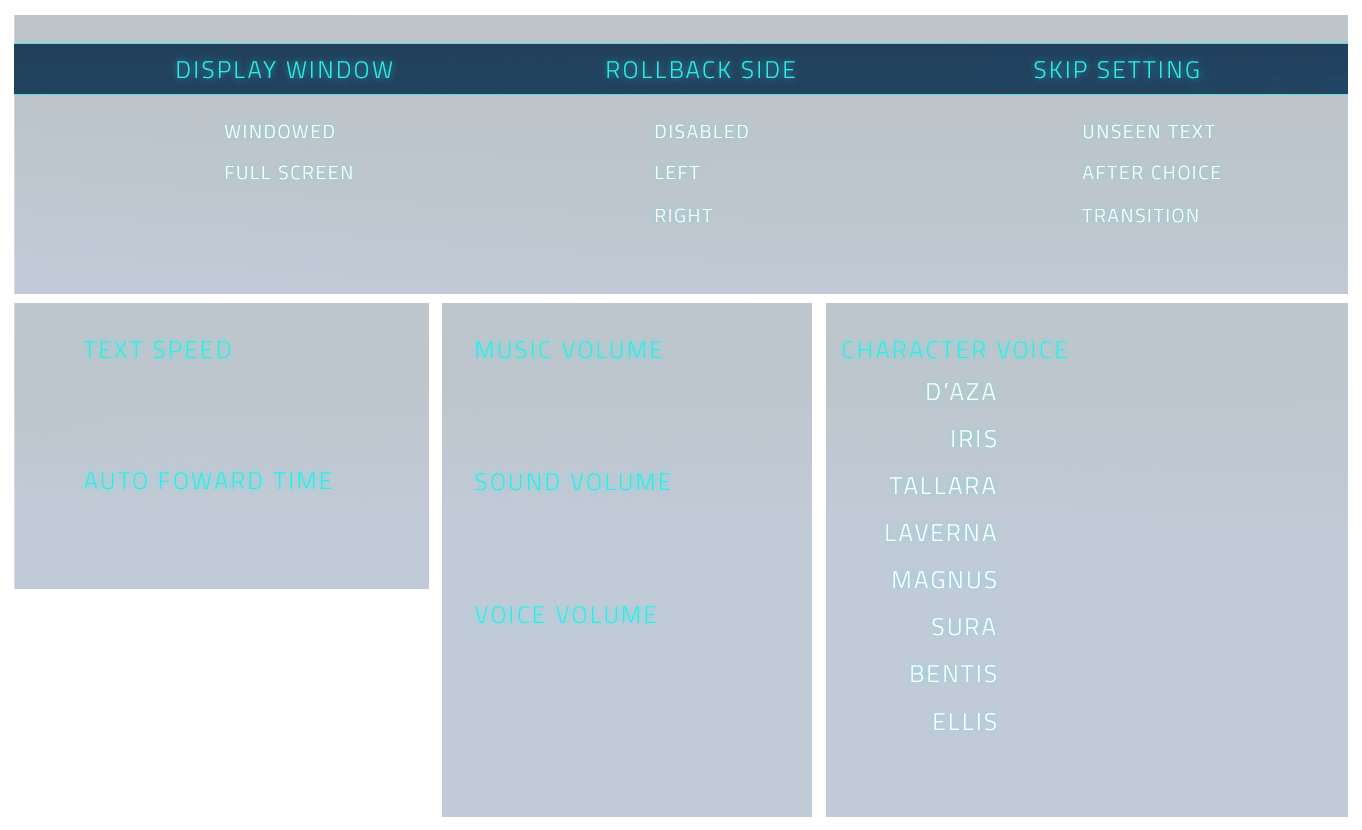 DISPLAY WINDOW
ROLLBACK SIDE
SKIP SETTING
WINDOWED
FULL SCREEN
DISABLED
LEFT
RIGHT
UNSEEN TEXT
AFTER CHOICE
TRANSITION
TEXT SPEED
AUTO FOWARD TIME
MUSIC VOLUME
SOUND VOLUME
VOICE VOLUME
CHARACTER VOICE
D'AZA
IRIS
TALLARA
LAVERNA
MAGNUS
SURA
BENTIS
ELLIS